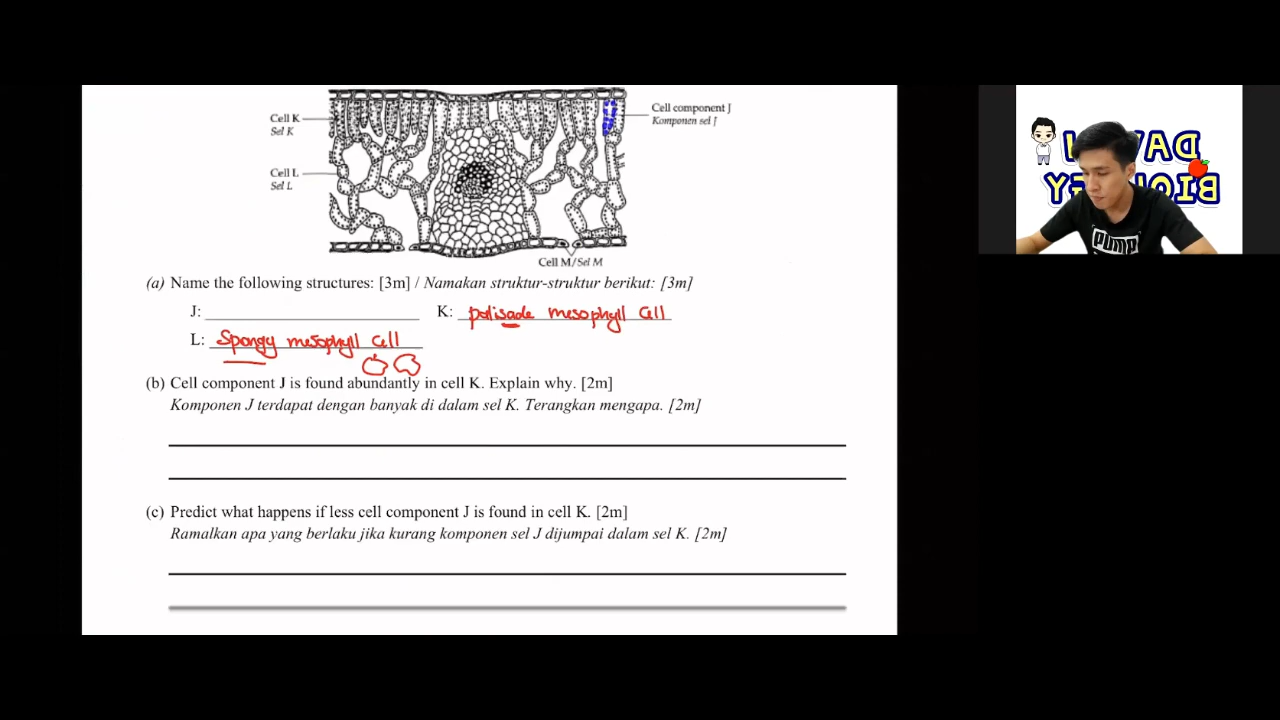 Cell K
Sel K
Cell component J
Komponen sel J
Cell L
Sel L
Cell M/Sel M
(a) Name the following structures: [3m] / Namakan struktur-struktur berikut: [3m]
J: K: palisade mesophyll cell
L: Spongy mesophyll cell
(b) Cell component J is found abundantly in cell K. Explain why. [2m]
Komponen J terdapat dengan banyak di dalam sel K. Terangkan mengapa. [2m]
(c) Predict what happens if less cell component J is found in cell K. [2m]
Ramalkan apa yang berlaku jika kurang komponen sel J dijumpai dalam sel K. [2m]
PUMP